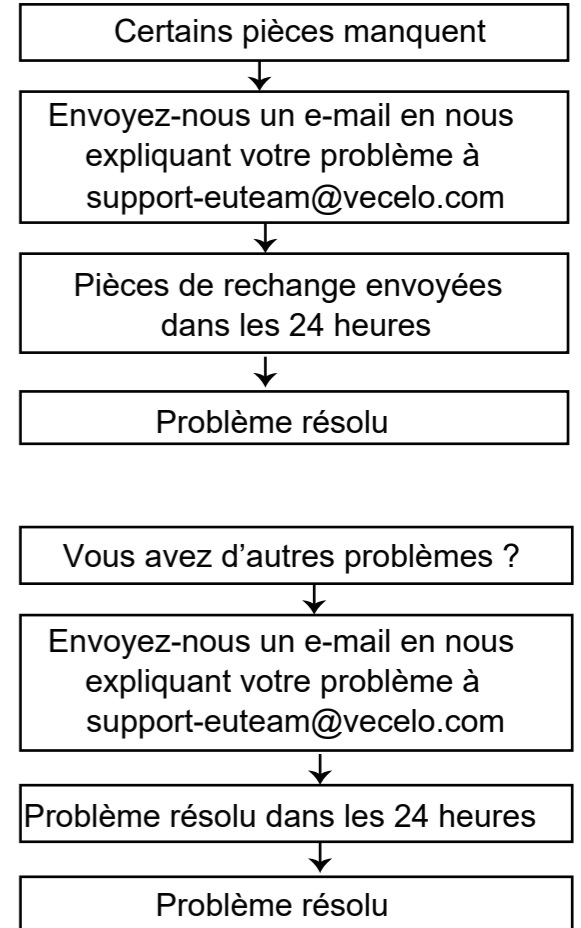 Certains pièces manquent
Envoyez-nous un e-mail en nous
expliquant votre problème à
support-euteam@vecelo.com
Pièces de rechange envoyées
dans les 24 heures
Problème résolu
Vous avez d’autres problèmes ?
Envoyez-nous un e-mail en nous
expliquant votre problème à
support-euteam@vecelo.com
Problème résolu dans les 24 heures
Problème résolu